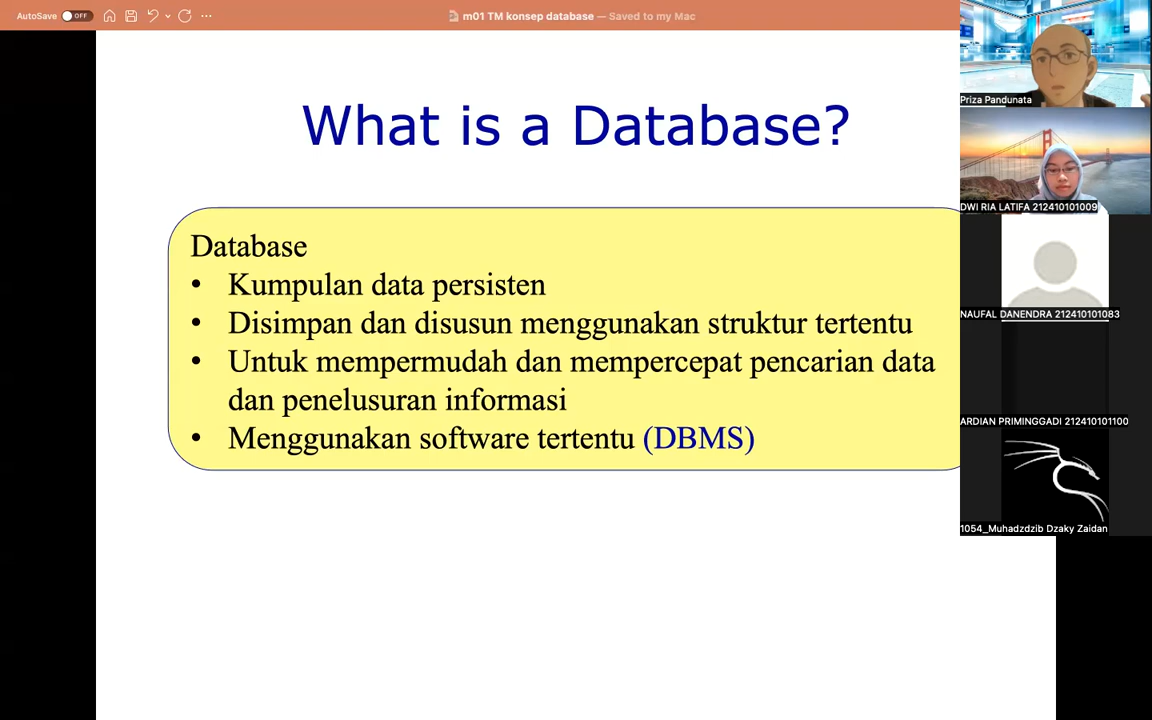 AutoSave OFF
m01 TM konsep database — Saved to my Mac
What is a Database?
Database
• Kumpulan data persisten
• Disimpan dan disusun menggunakan struktur tertentu
• Untuk mempermudah dan mempercepat pencarian data
dan penelusuran informasi
• Menggunakan software tertentu (DBMS)
Priza Pandunata
DWI RIA LATIFA 212410101009
NAUFAL DANENDRA 212410101083
ARDIAN PRIMINGGADI 212410101100
1054_Muhadzdzib Dzaky Zaidan